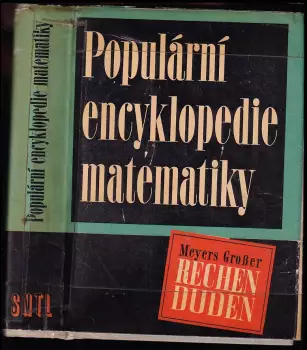 Populární encyklopedie matematiky
SNTL
Populární
encyklopedie
matematiky
Meyers Großer
RECHEN
DUDEN